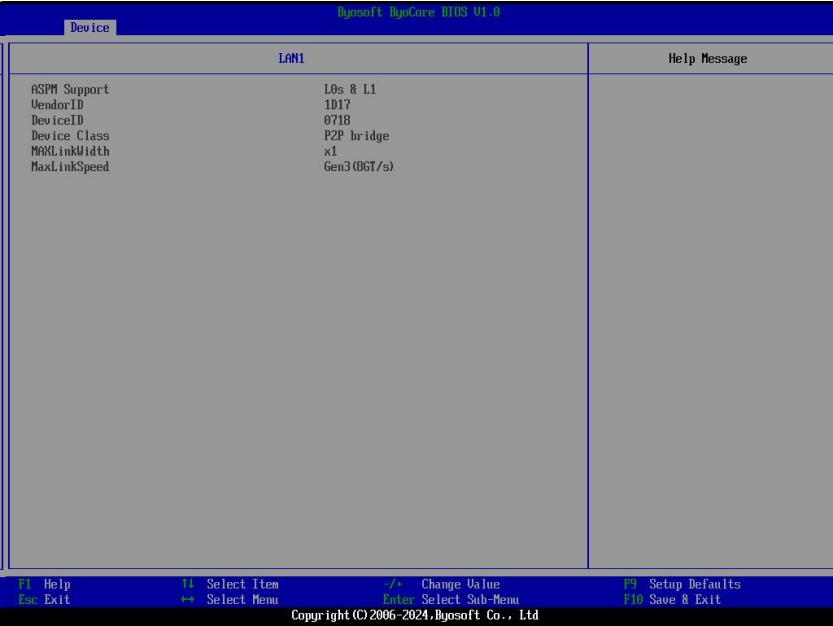 Byosoft ByoCore BIOS V1.0
Device
LAN1
Help Message
ASPM Support L0s & L1
VendorID 1D17
DeviceID 0718
Device Class P2P bridge
MAXLinkWidth x1
MaxLinkSpeed Gen3(8GT/s)
F1 Help ↑↓ Select Item -/+ Change Value F9 Setup Defaults
Esc Exit ←→ Select Menu Enter Select Sub-Menu F10 Save & Exit
Copyright(C)2006-2024,Byosoft Co., Ltd